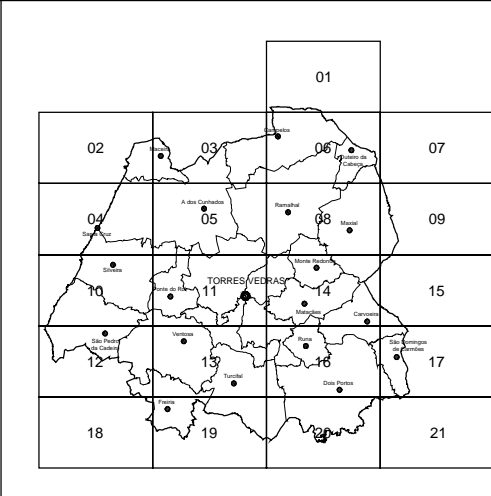 01
Campelos
02
03
06
07
Maceira
Outeiro da
Cabeça
A dos Cunhados
Ramalhal
04
05
08
09
Maxial
Santa Cruz
Silveira
Monte Redondo
TORRES VEDRAS
10
Ponte do Rol
11
14
15
Matacães
Carvoeira
São Pedro
da Cadeira
Ventosa
Runa
São Domingos
de Carmões
12
13
16
17
Turcifal
Dois Portos
Freiria
18
19
20
21